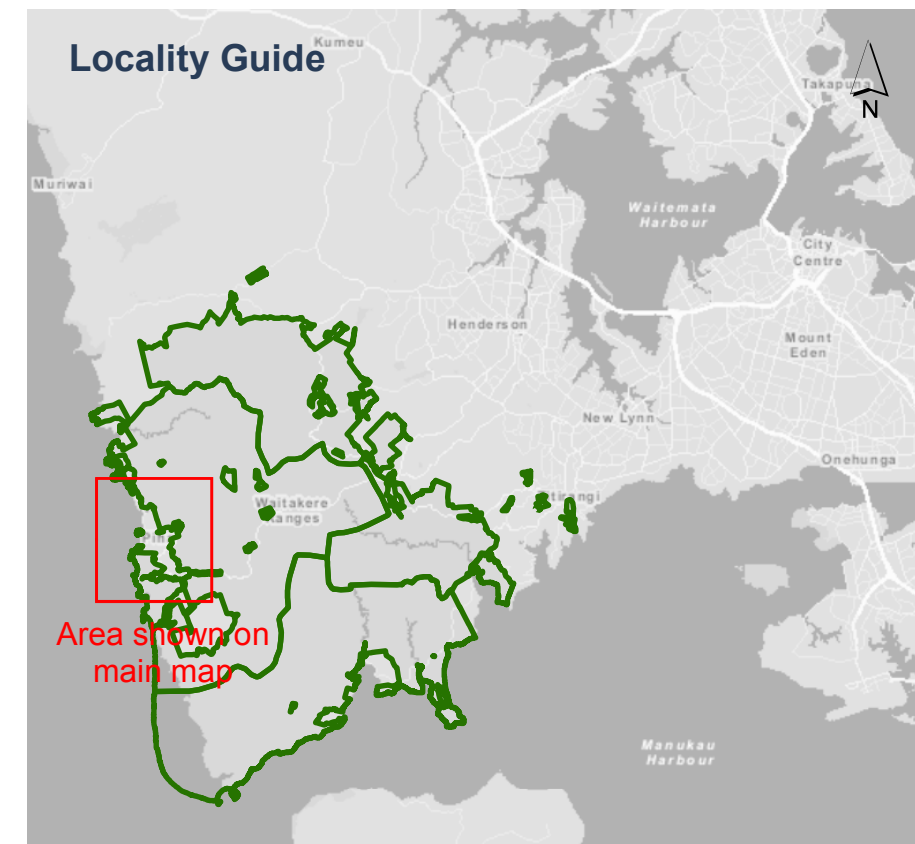 Locality Guide
Kumeu
Takapuna
N
Muriwai
Waitemata
Harbour
City
Centre
Henderson
Mount
Eden
New Lynn
Onehunga
Waitakere
Ranges
Area shown on
main map
Manukau
Harbour